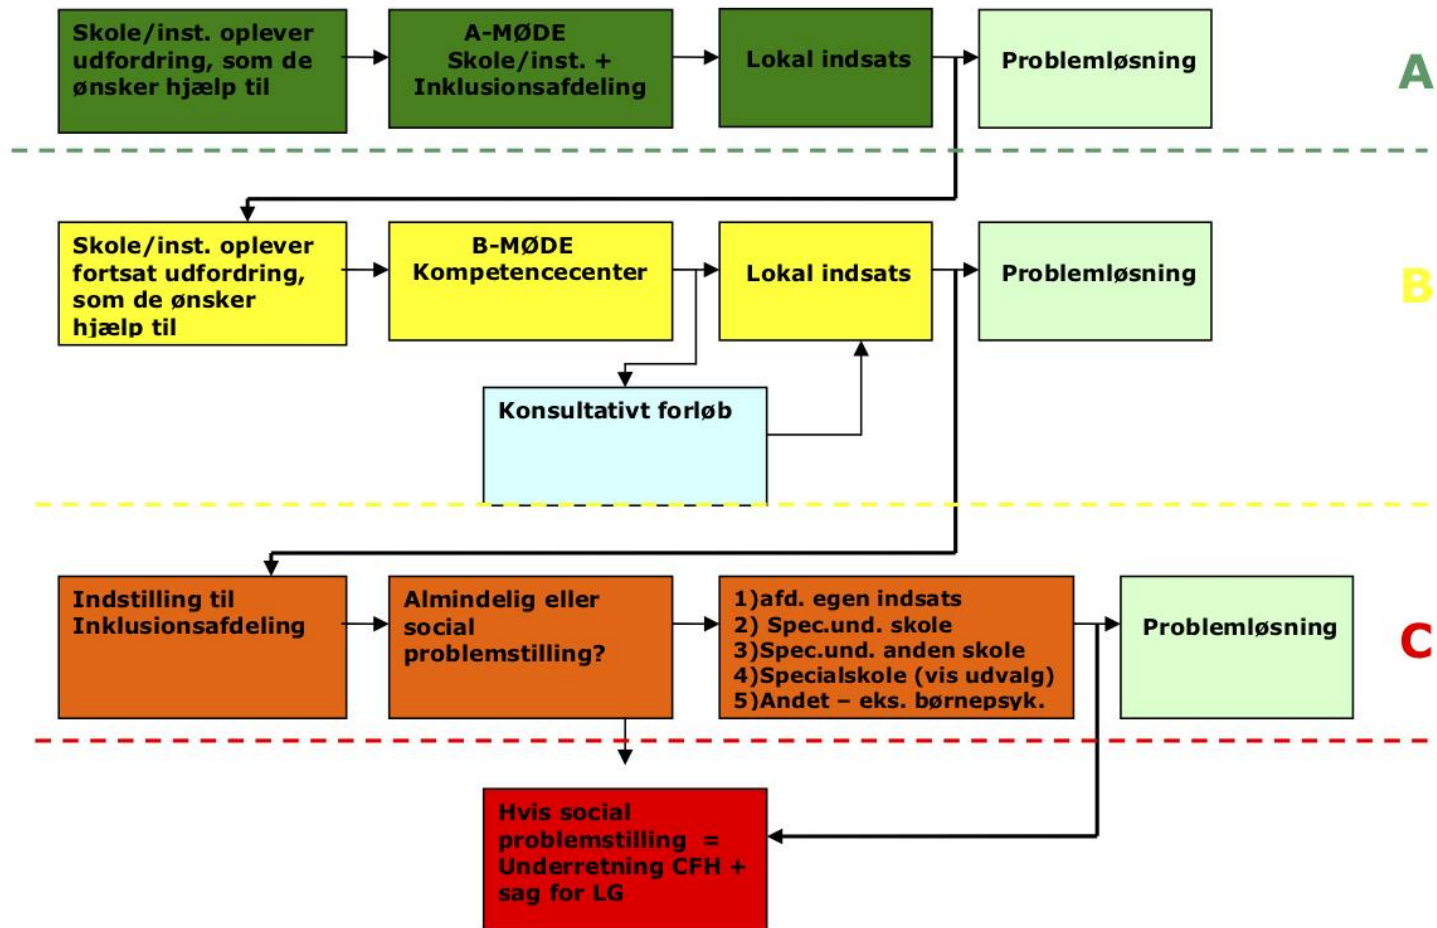 Skole/inst. oplever
udfordring, som de
ønsker hjælp til
A-MØDE
Skole/inst. +
Inklusionsafdeling
Lokal indsats
Problemløsning
A
Skole/inst. oplever
fortsat udfordring,
som de ønsker
hjælp til
B-MØDE
Kompetencecenter
Lokal indsats
Problemløsning
B
Konsultativt forløb
Indstilling til
Inklusionsafdeling
Almindelig eller
social
problemstilling?
1)afd. egen indsats
2) Spec.und. skole
3)Spec.und. anden skole
4)Specialskole (vis udvalg)
5)Andet – eks. børnepsyk.
Problemløsning
C
Hvis social
problemstilling =
Underretning CFH +
sag for LG